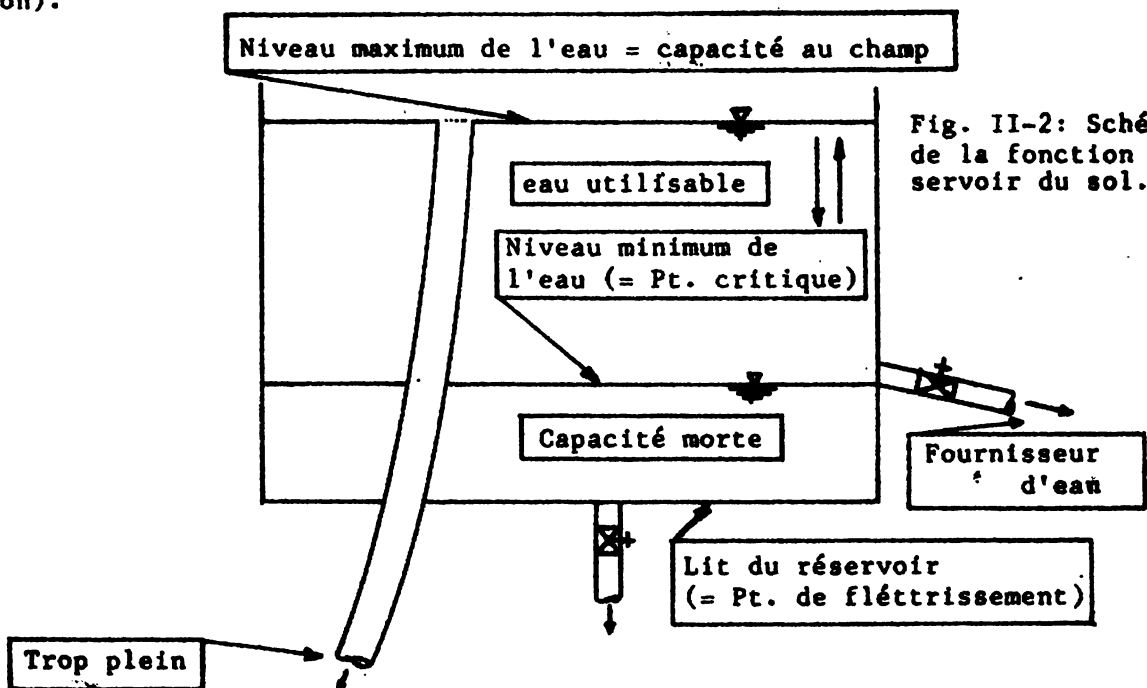 on).
Niveau maximum de l'eau = capacité au champ
Fig. II-2: Sché
de la fonction
servoir du sol.
eau utilisable
Niveau minimum de
l'eau (= Pt. critique)
Capacité morte
Fournisseur
d'eau
Lit du réservoir
(= Pt. de fléttrissement)
Trop plein